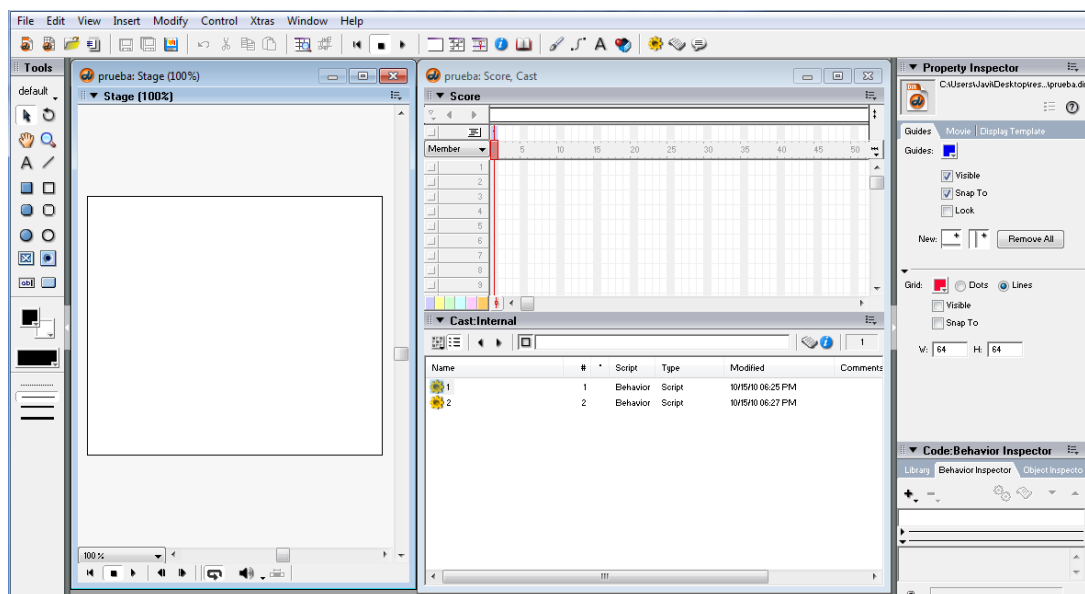 File Edit View Insert Modify Control Xtras Window Help
Tools
default
A
prueba: Stage (100%)
Stage (100%)
100 %
prueba: Score, Cast
Score
Member
5 10 15 20 25 30 35 40 45 50
1
2
3
4
5
6
7
8
9
Cast:Internal
1
Name # * Script Type Modified Comments
1 1 Behavior Script 10/15/10 06:25 PM
2 2 Behavior Script 10/15/10 06:27 PM
Property Inspector
C:\Users\Javi\Desktop\res...\prueba.dir
Guides Movie Display Template
Guides:
Visible
Snap To
Lock
New: Remove All
Grid: Dots Lines
Visible
Snap To
W: 64 H: 64
Code:Behavior Inspector
Library Behavior Inspector Object Inspecto